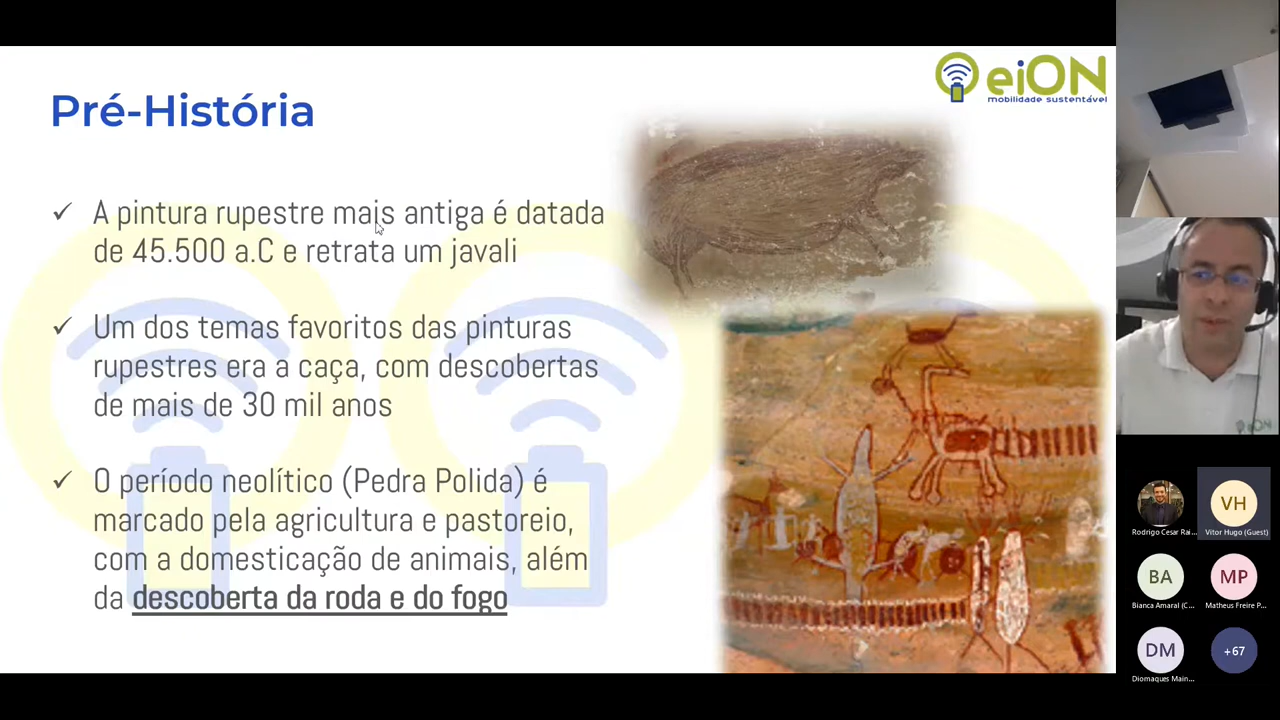 eiON
mobilidade sustentável
Pré-História
✓ A pintura rupestre mais antiga é datada
de 45.500 a.C e retrata um javali
✓ Um dos temas favoritos das pinturas
rupestres era a caça, com descobertas
de mais de 30 mil anos
✓ O período neolítico (Pedra Polida) é
marcado pela agricultura e pastoreio,
com a domesticação de animais, além
da descoberta da roda e do fogo
eiON
Rodrigo Cesar Rai...
VH
Vitor Hugo (Guest)
BA
Bianca Amaral (C...
MP
Matheus Freire P...
DM
Diomaques Main...
+67